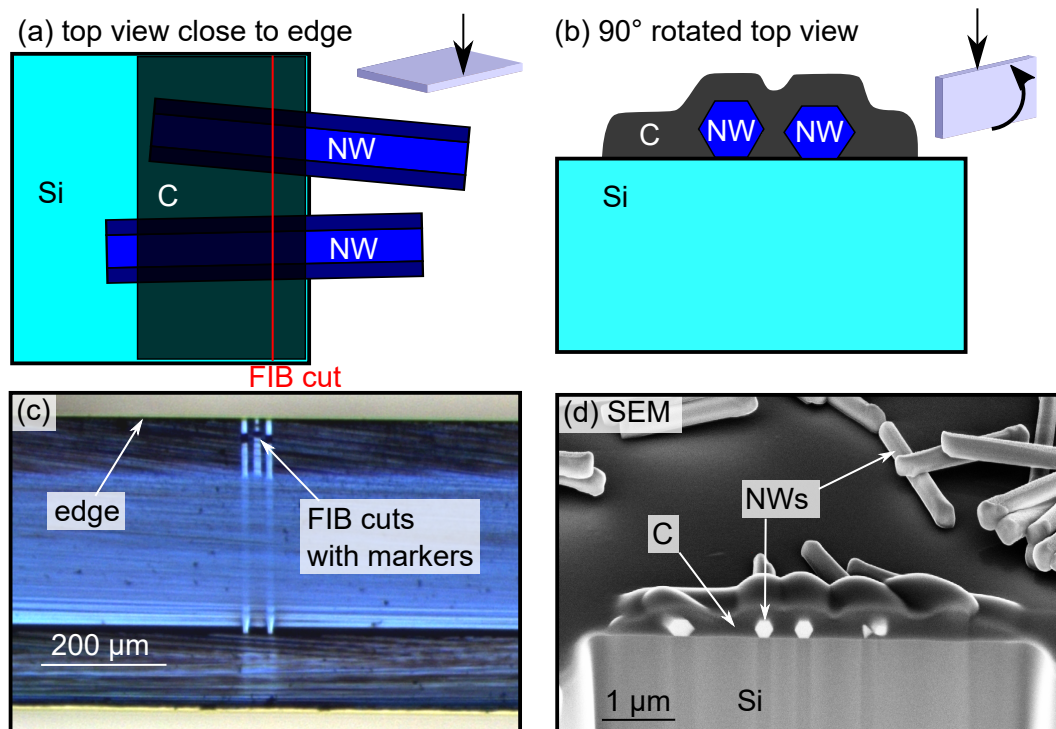 (a) top view close to edge
NW
Si
C
NW
FIB cut
(b) 90° rotated top view
NW
NW
C
Si
(c)
edge
FIB cuts
with markers
200 µm
(d) SEM
NWs
C
1 µm
Si